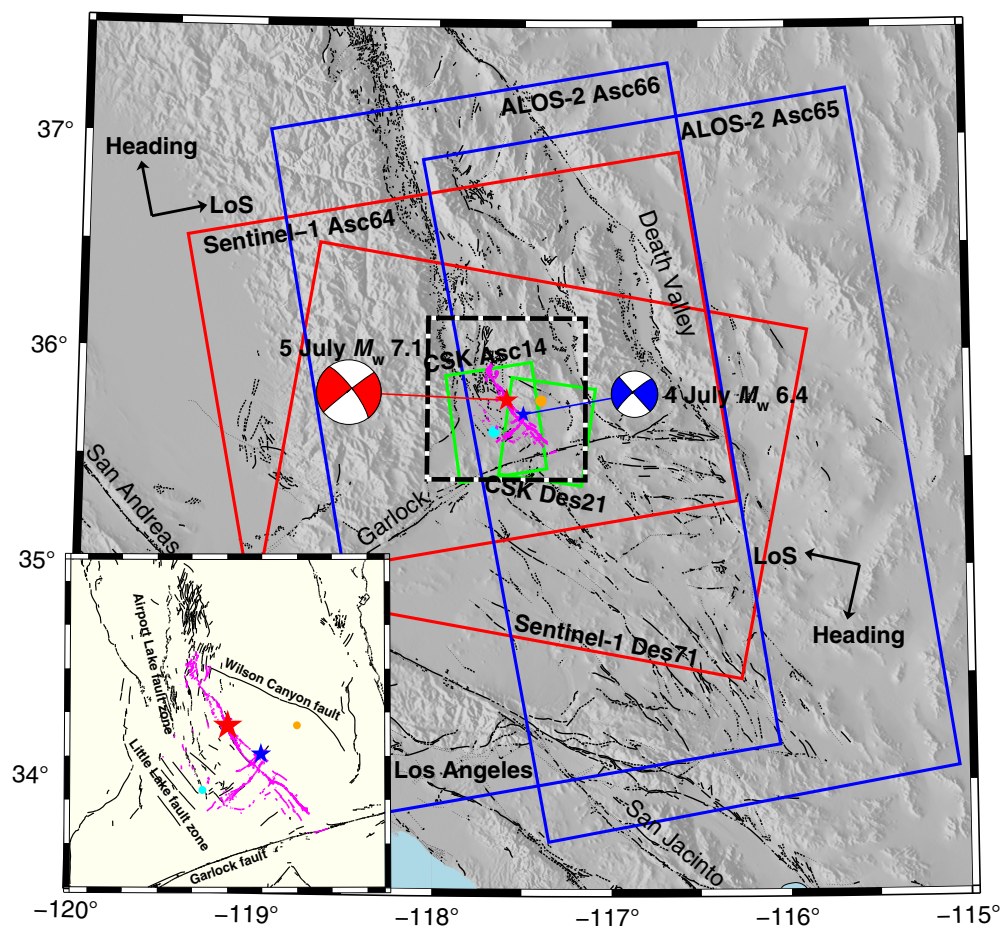 ALOS-2 Asc66
ALOS-2 Asc65
37°
Heading
LoS
Sentinel-1 Asc64
Death Valley
36°
5 July Mw 7.1
CSK Asc14
4 July Mw 6.4
San Andreas
Garlock
CSK Des21
35°
LoS
Heading
Sentinel-1 Des71
Airport Lake fault zone
Wilson Canyon fault
Little Lake fault zone
Garlock fault
34°
Los Angeles
San Jacinto
−120°
−119°
−118°
−117°
−116°
−115°